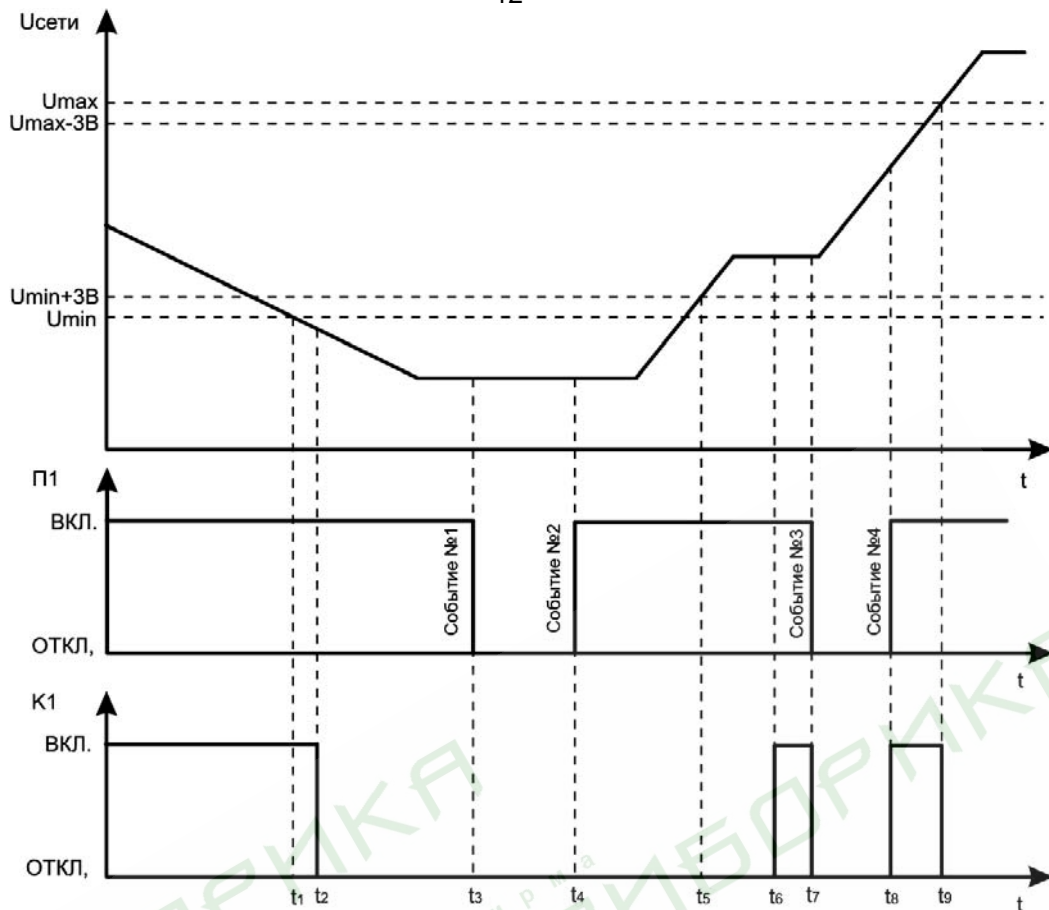 12
Uсети
Umax
Umax-3В
Umin+3В
Umin
t
П1
ВКЛ.
Событие №1
Событие №2
Событие №3
Событие №4
ОТКЛ,
t
К1
ВКЛ.
ОТКЛ,
t1 t2 t3 t4 t5 t6 t7 t8 t9
t